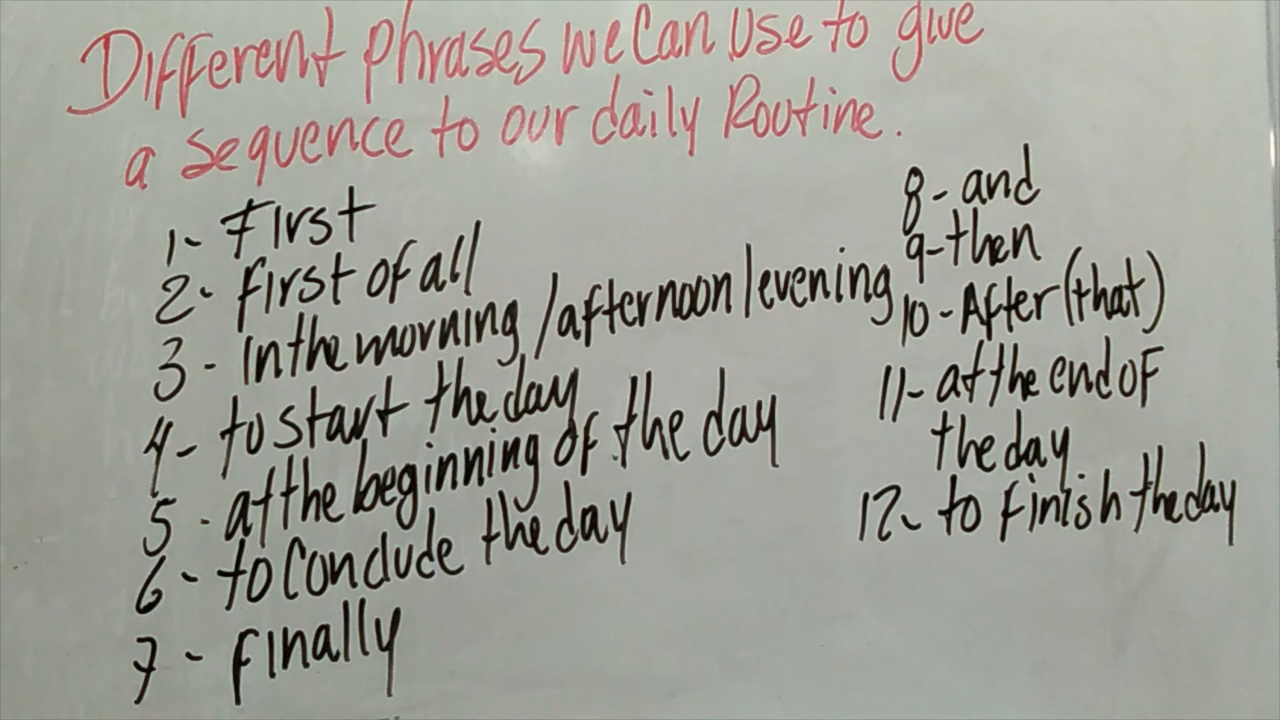 Different phrases we can use to give
a sequence to our daily Routine.
1- First
2- first of all
3- in the morning /afternoon/evening
4- to start the day
5- at the beginning of the day
6- to conclude the day
7- finally
8- and
9- then
10- After (that)
11- at the end of
the day
12- to finish the day